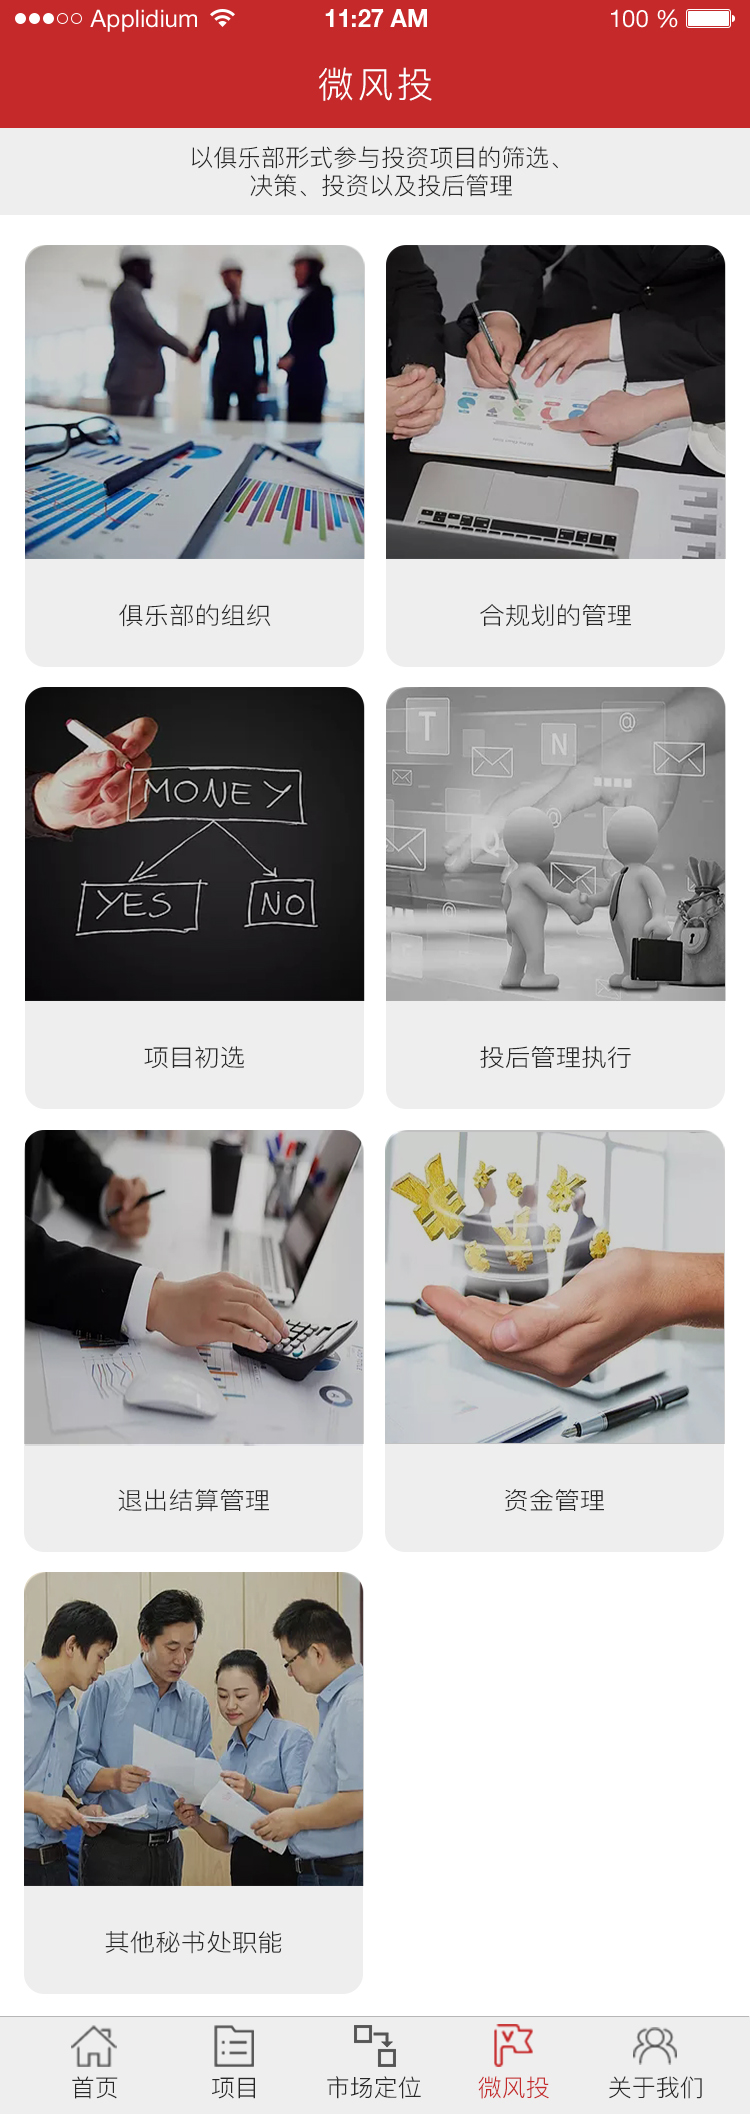 Applidium 11:27 AM 100 %
微风投
以俱乐部形式参与投资项目的筛选、
决策、投资以及投后管理
俱乐部的组织
合规划的管理
MONEY
YES NO
T
N
@
@
@
项目初选
投后管理执行
退出结算管理
资金管理
其他秘书处职能
首页 项目 市场定位 微风投 关于我们